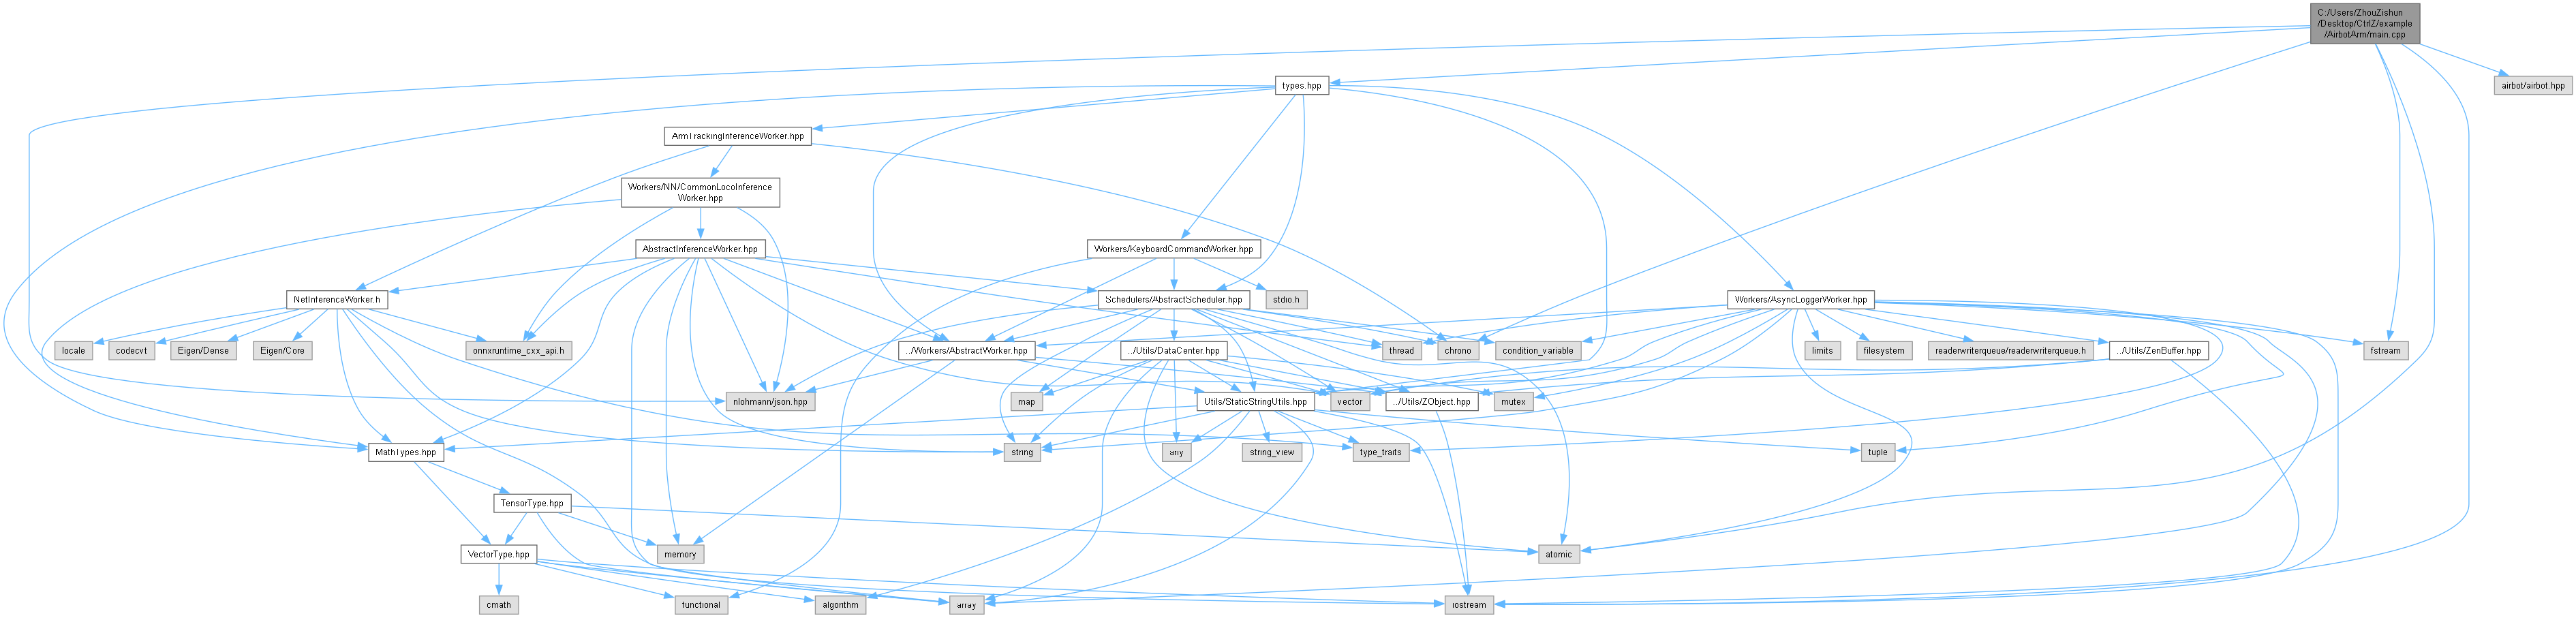 C:/Users/ZhouZishun
/Desktop/CtrlZ/example
/AirbotArm/main.cpp
types.hpp
airbot/airbot.hpp
ArmTrackingInferenceWorker.hpp
Workers/NN/CommonLocoInference
Worker.hpp
AbstractInferenceWorker.hpp
Workers/KeyboardCommandWorker.hpp
NetInferenceWorker.h
Schedulers/AbstractScheduler.hpp
stdio.h
Workers/AsyncLoggerWorker.hpp
locale
codecvt
Eigen/Dense
Eigen/Core
onnxruntime_cxx_api.h
../Workers/AbstractWorker.hpp
../Utils/DataCenter.hpp
thread
chrono
condition_variable
limits
filesystem
readerwriterqueue/readerwriterqueue.h
../Utils/ZenBuffer.hpp
fstream
nlohmann/json.hpp
map
Utils/StaticStringUtils.hpp
vector
../Utils/ZObject.hpp
mutex
MathTypes.hpp
string
any
string_view
type_traits
tuple
TensorType.hpp
VectorType.hpp
memory
atomic
cmath
functional
algorithm
array
iostream